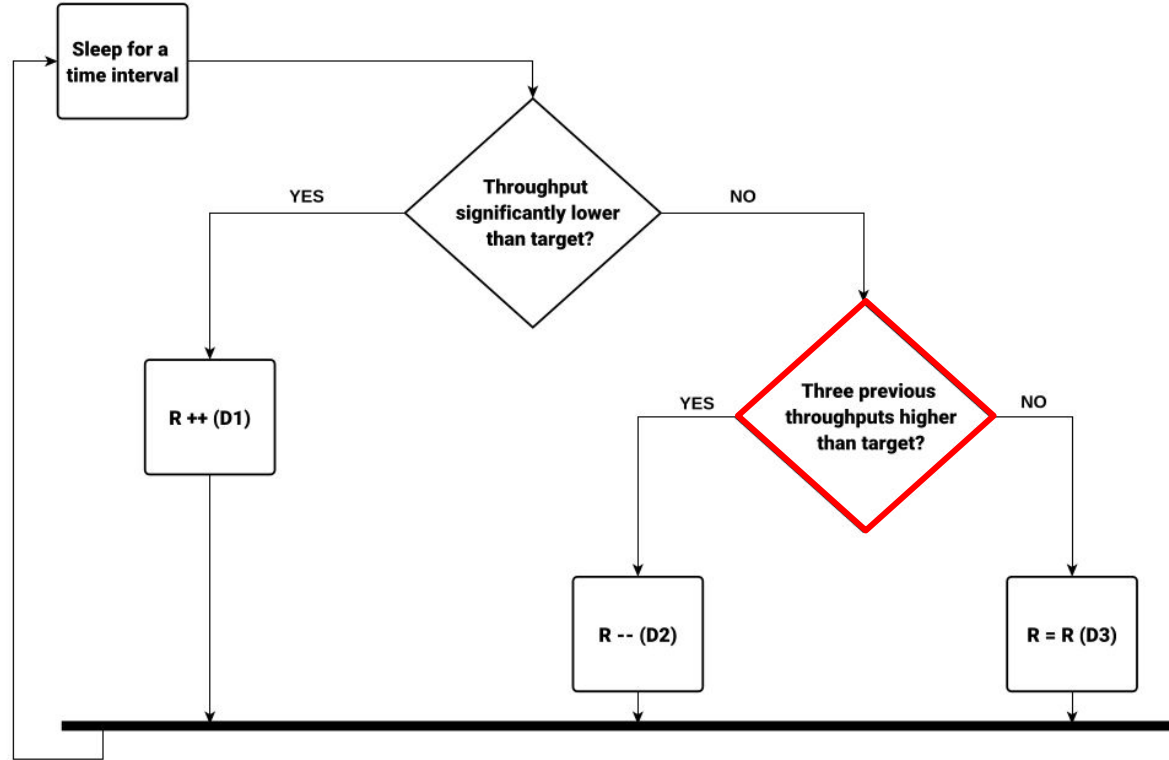 Sleep for a
time interval
Throughput
significantly lower
than target?
YES
NO
R ++ (D1)
Three previous
throughputs higher
than target?
YES
NO
R -- (D2)
R = R (D3)